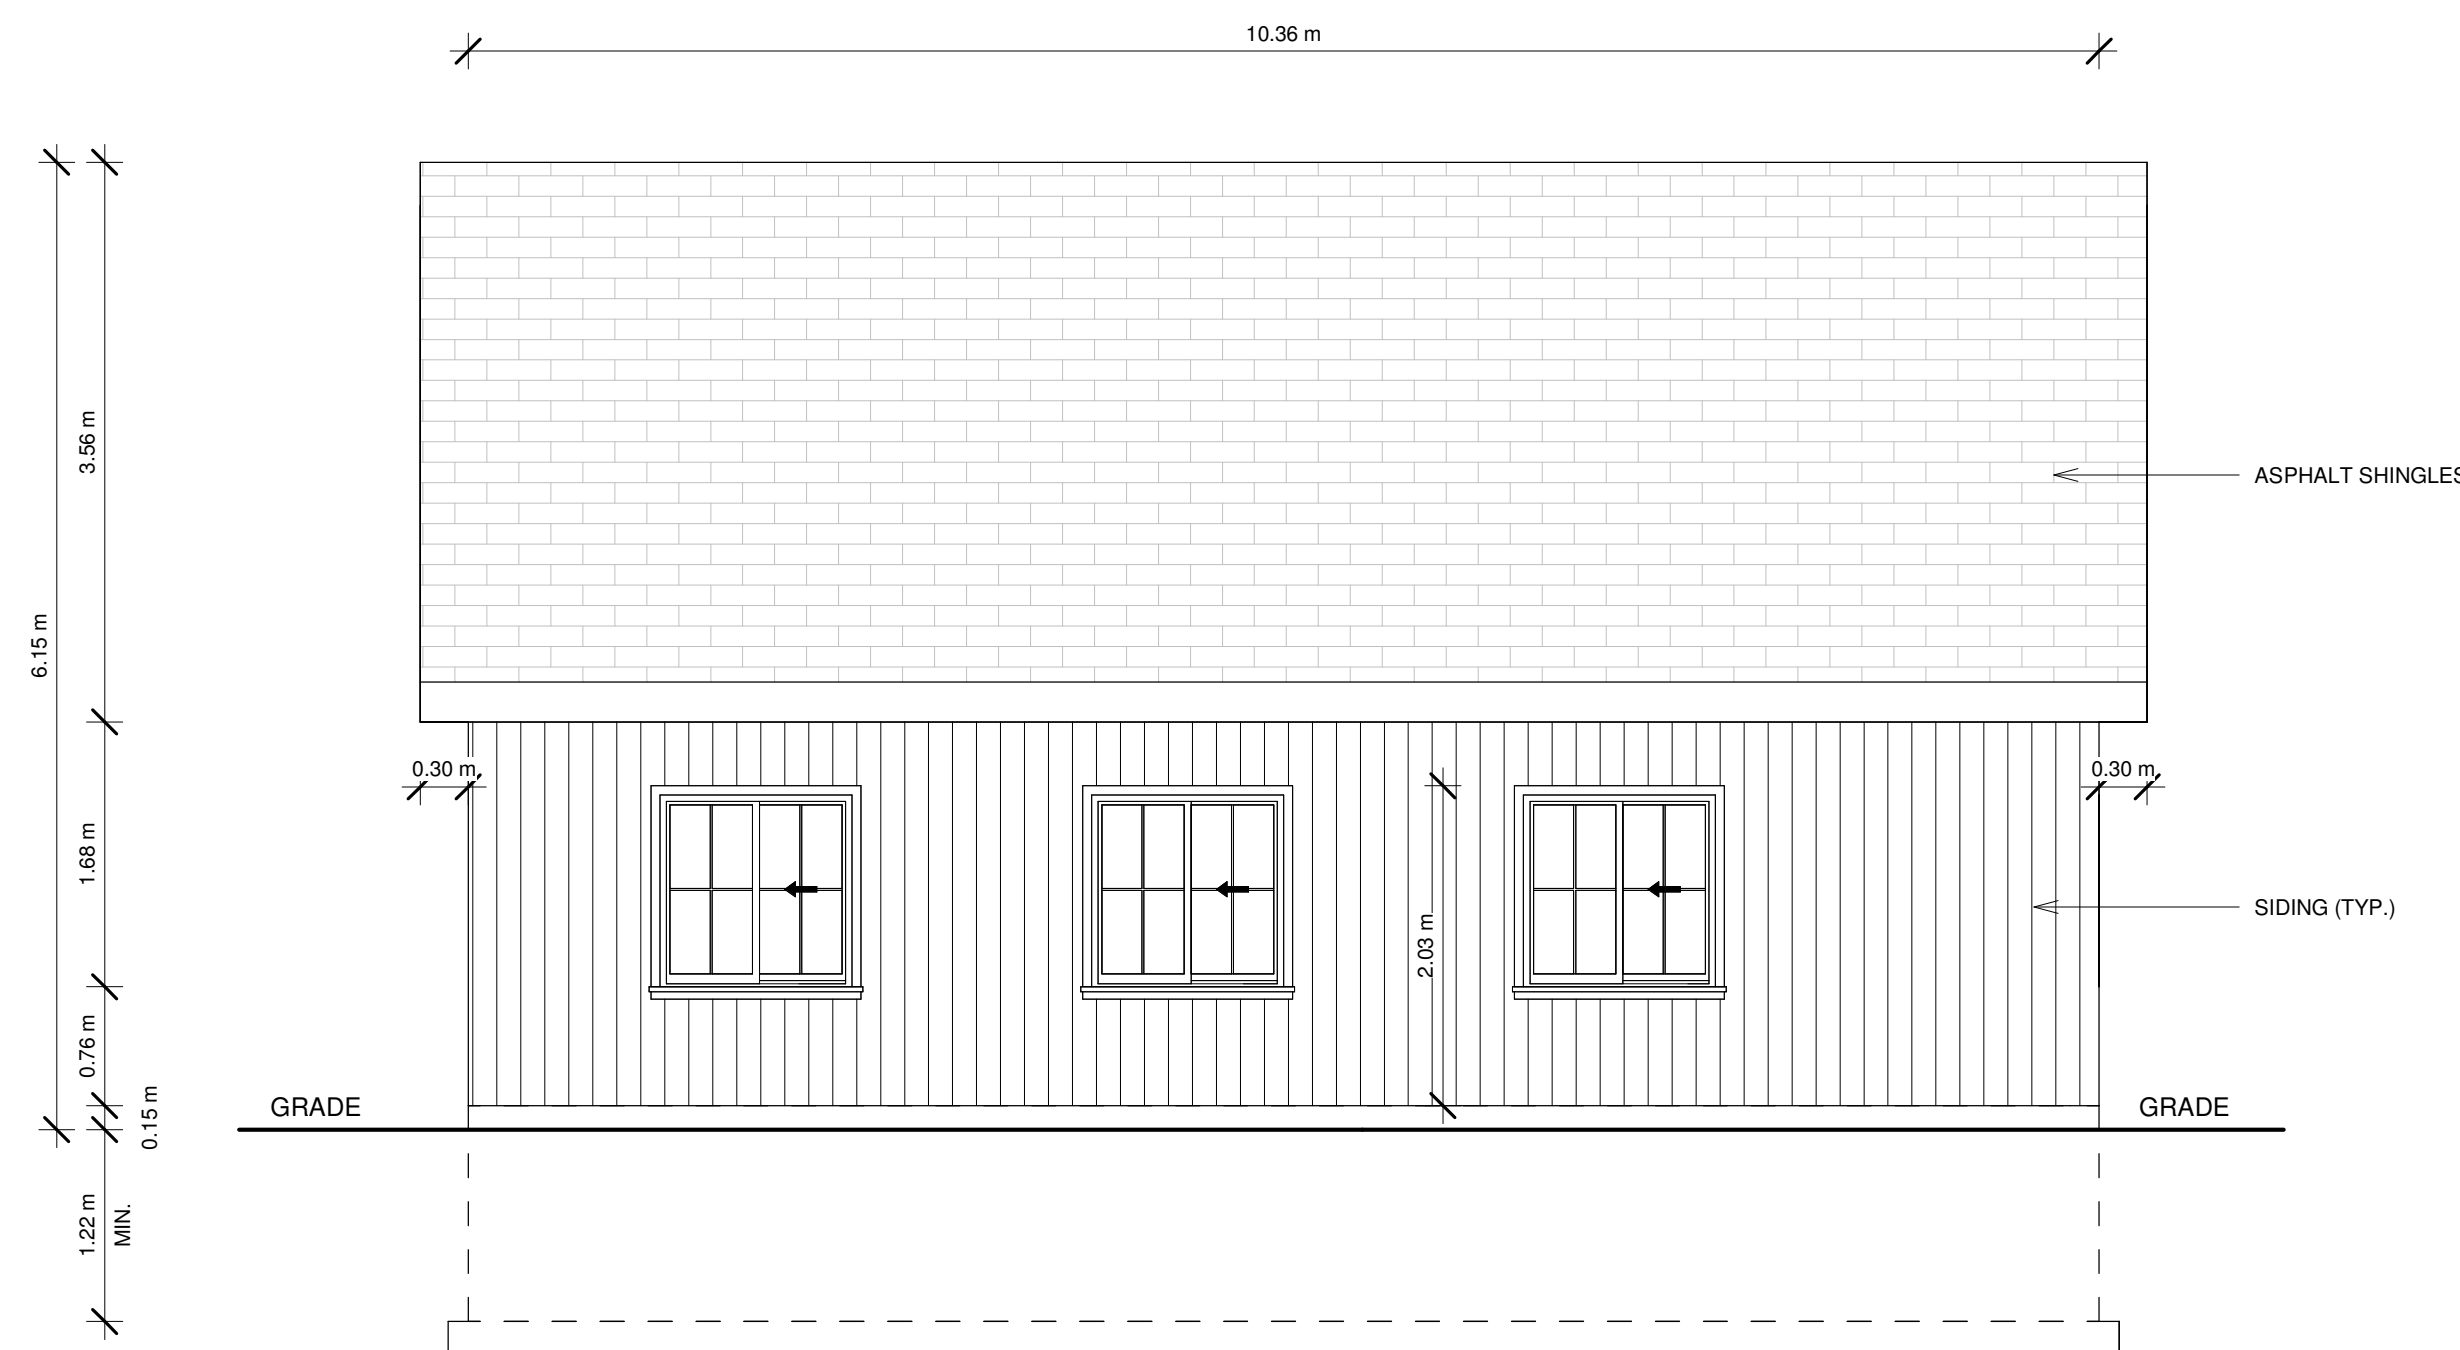 10.36 m
3.56 m
ASPHALT SHINGLES
6.15 m
0.30 m
0.30 m
1.68 m
SIDING (TYP.)
2.03 m
0.76 m
0.15 m
GRADE
GRADE
1.22 m
MIN.